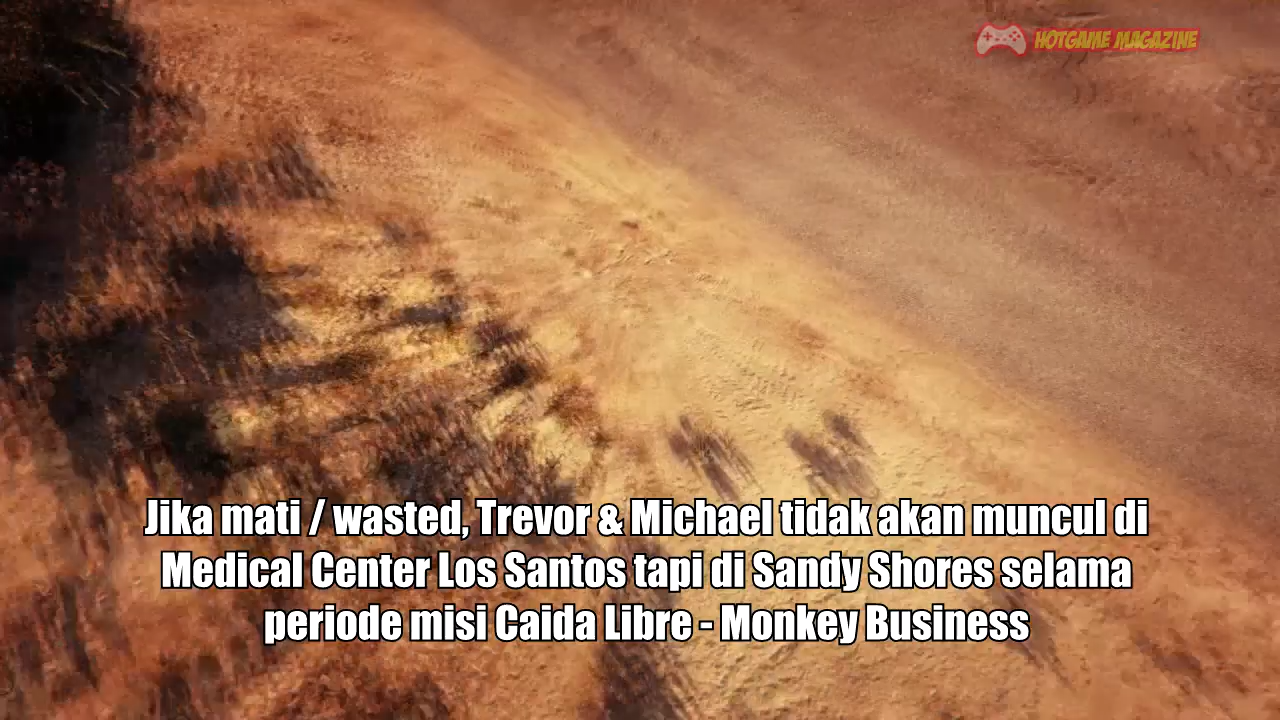 HOTGAME MAGAZINE
Jika mati / wasted, Trevor & Michael tidak akan muncul di
Medical Center Los Santos tapi di Sandy Shores selama
periode misi Caida Libre - Monkey Business